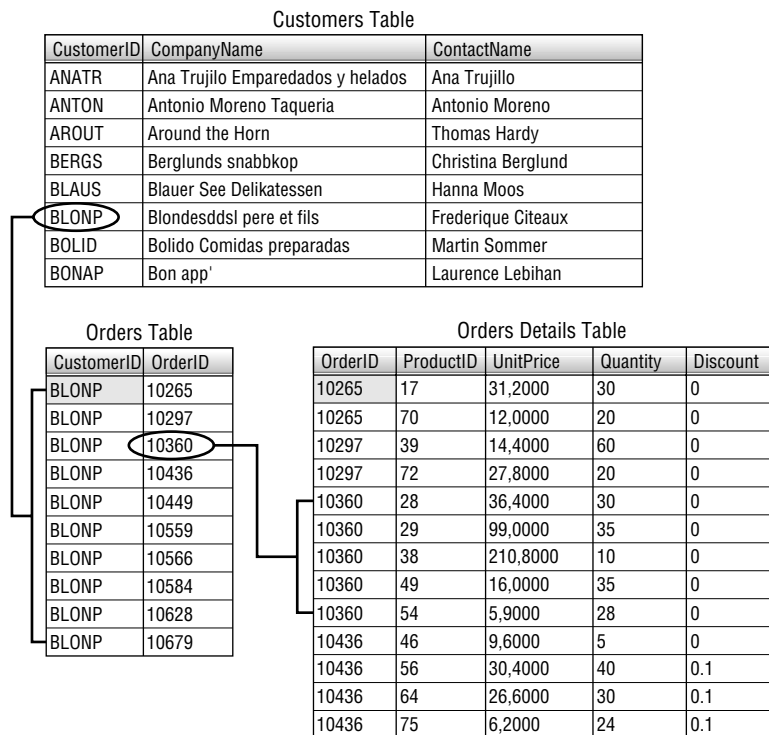 Customers Table
CustomerID CompanyName ContactName
ANATR Ana Trujilo Emparedados y helados Ana Trujillo
ANTON Antonio Moreno Taqueria Antonio Moreno
AROUT Around the Horn Thomas Hardy
BERGS Berglunds snabbkop Christina Berglund
BLAUS Blauer See Delikatessen Hanna Moos
BLONP Blondesddsl pere et fils Frederique Citeaux
BOLID Bolido Comidas preparadas Martin Sommer
BONAP Bon app' Laurence Lebihan
Orders Table
CustomerID OrderID
BLONP 10265
BLONP 10297
BLONP 10360
BLONP 10436
BLONP 10449
BLONP 10559
BLONP 10566
BLONP 10584
BLONP 10628
BLONP 10679
Orders Details Table
OrderID ProductID UnitPrice Quantity Discount
10265 17 31,2000 30 0
10265 70 12,0000 20 0
10297 39 14,4000 60 0
10297 72 27,8000 20 0
10360 28 36,4000 30 0
10360 29 99,0000 35 0
10360 38 210,8000 10 0
10360 49 16,0000 35 0
10360 54 5,9000 28 0
10436 46 9,6000 5 0
10436 56 30,4000 40 0.1
10436 64 26,6000 30 0.1
10436 75 6,2000 24 0.1